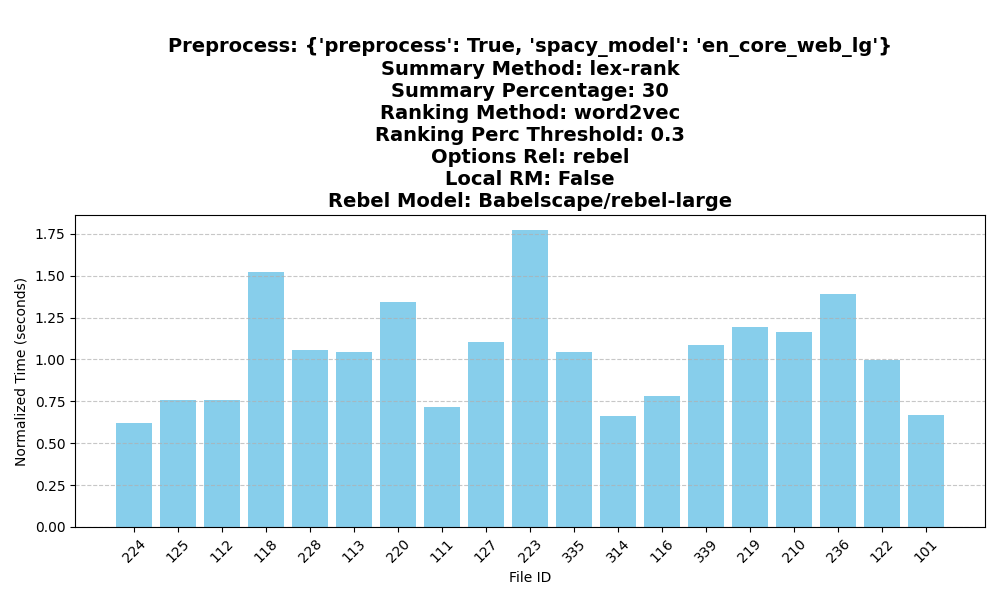 Preprocess: {'preprocess': True, 'spacy_model': 'en_core_web_lg'}
Summary Method: lex-rank
Summary Percentage: 30
Ranking Method: word2vec
Ranking Perc Threshold: 0.3
Options Rel: rebel
Local RM: False
Rebel Model: Babelscape/rebel-large
1.75
1.50
1.25
1.00
0.75
0.50
0.25
0.00
Normalized Time (seconds)
224 125 112 118 228 113 220 111 127 223 335 314 116 339 219 210 236 122 101
File ID